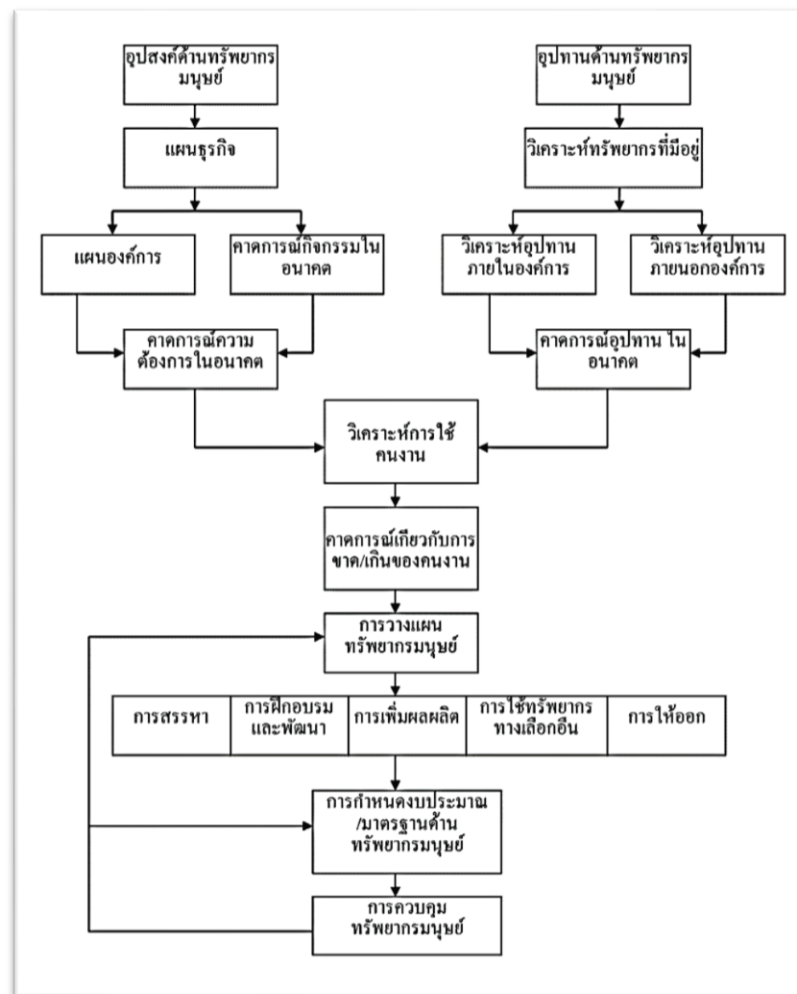 อุปสงค์ด้านทรัพยากร
มนุษย์
อุปทานด้านทรัพยากร
มนุษย์
แผนธุรกิจ
วิเคราะห์ทรัพยากรที่มีอยู่
แผนองค์การ
คาดการณ์กิจกรรมใน
อนาคต
วิเคราะห์อุปทาน
ภายในองค์การ
วิเคราะห์อุปทาน
ภายนอกองค์การ
คาดการณ์ความ
ต้องการในอนาคต
คาดการณ์อุปทาน ใน
อนาคต
วิเคราะห์การใช้
คนงาน
คาดการณ์เกี่ยวกับการ
ขาด/เกินของคนงาน
การวางแผน
ทรัพยากรมนุษย์
การสรรหา
การฝึกอบรม
และพัฒนา
การเพิ่มผลผลิต
การใช้ทรัพยากร
ทางเลือกอื่น
การให้ออก
การกำหนดงบประมาณ
/มาตรฐานด้าน
ทรัพยากรมนุษย์
การควบคุม
ทรัพยากรมนุษย์